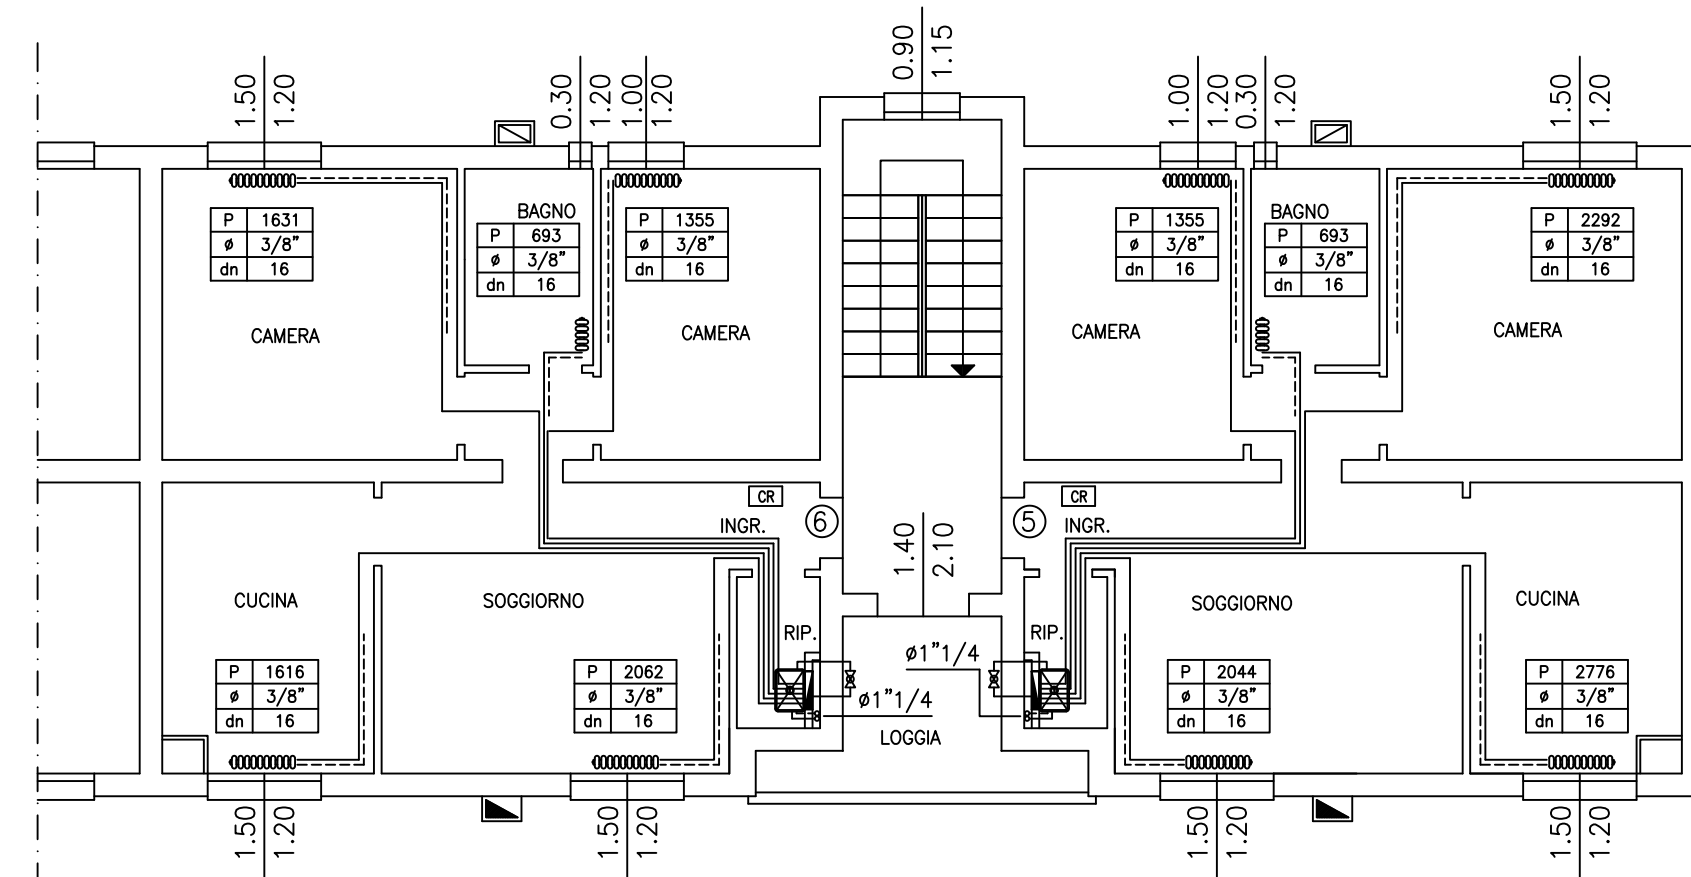 1.50
1.20
0.30
1.20
1.00
1.20
0.90
1.15
1.00
1.20
0.30
1.20
1.50
1.20
P 1631
ø 3/8”
dn 16
BAGNO
P 693
ø 3/8”
dn 16
P 1355
ø 3/8”
dn 16
P 1355
ø 3/8”
dn 16
BAGNO
P 693
ø 3/8”
dn 16
P 2292
ø 3/8”
dn 16
CAMERA
CAMERA
CAMERA
CAMERA
CR
CR
INGR.
6
5
INGR.
1.40
2.10
CUCINA
SOGGIORNO
SOGGIORNO
CUCINA
RIP.
RIP.
ø1”1/4
P 1616
ø 3/8”
dn 16
P 2062
ø 3/8”
dn 16
ø1”1/4
P 2044
ø 3/8”
dn 16
P 2776
ø 3/8”
dn 16
LOGGIA
1.50
1.20
1.50
1.20
1.50
1.20
1.50
1.20